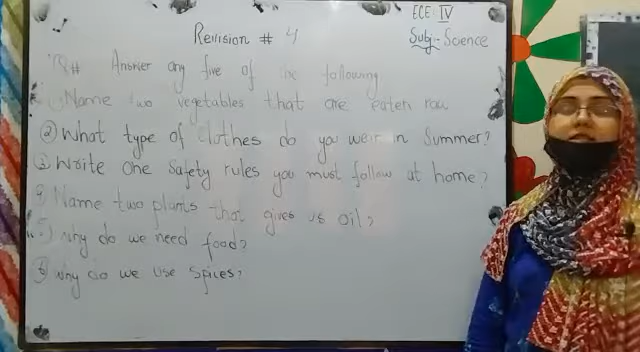 ECE IV
Revision # 4
Subj:- Science
Q# Answer any five of six following
1) Name two vegetables that are eaten raw
2) What type of clothes do you wear in Summer?
3) Write one Safety rules you must follow at home?
4) Name two plants that gives us oil?
5) Why do we need food?
6) Why do we use spices?